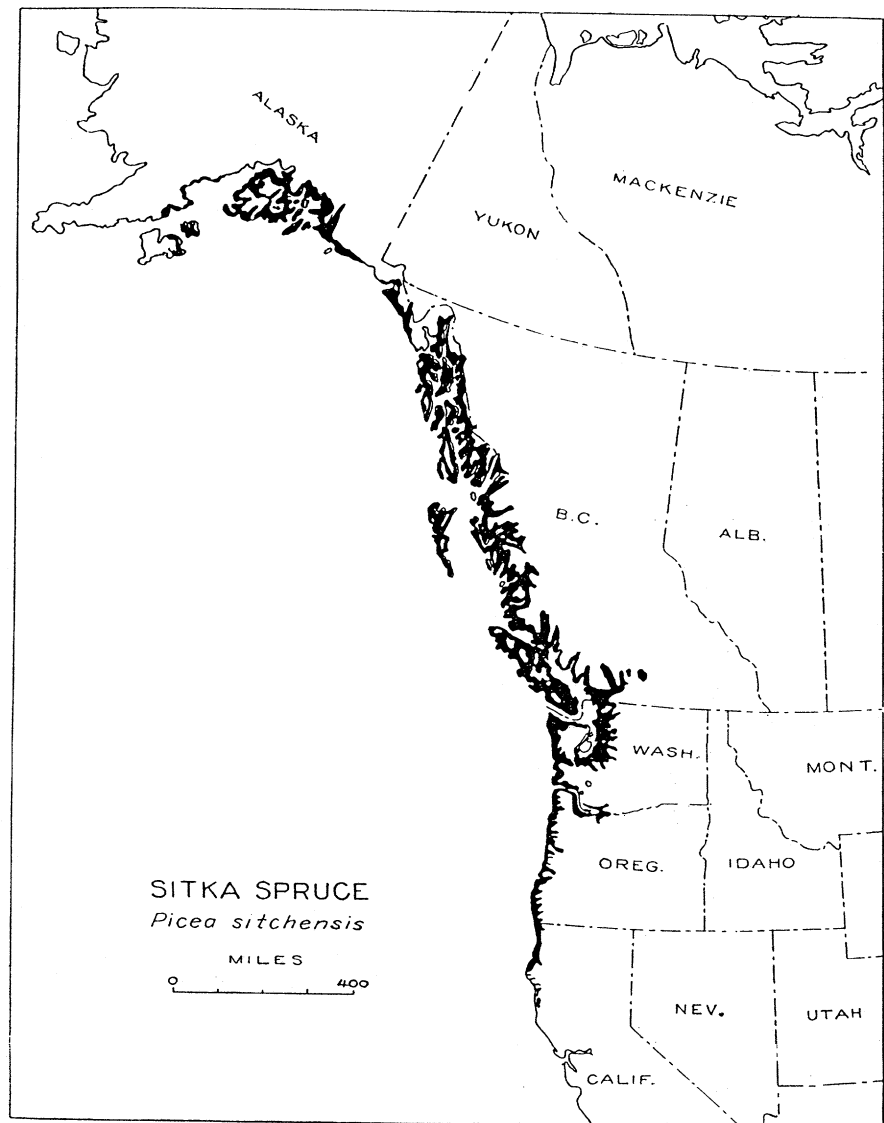 ALASKA
MACKENZIE
YUKON
B.C.
ALB.
WASH.
MONT.
OREG.
IDAHO
SITKA SPRUCE
Picea sitchensis
MILES
0 400
NEV.
UTAH
CALIF.